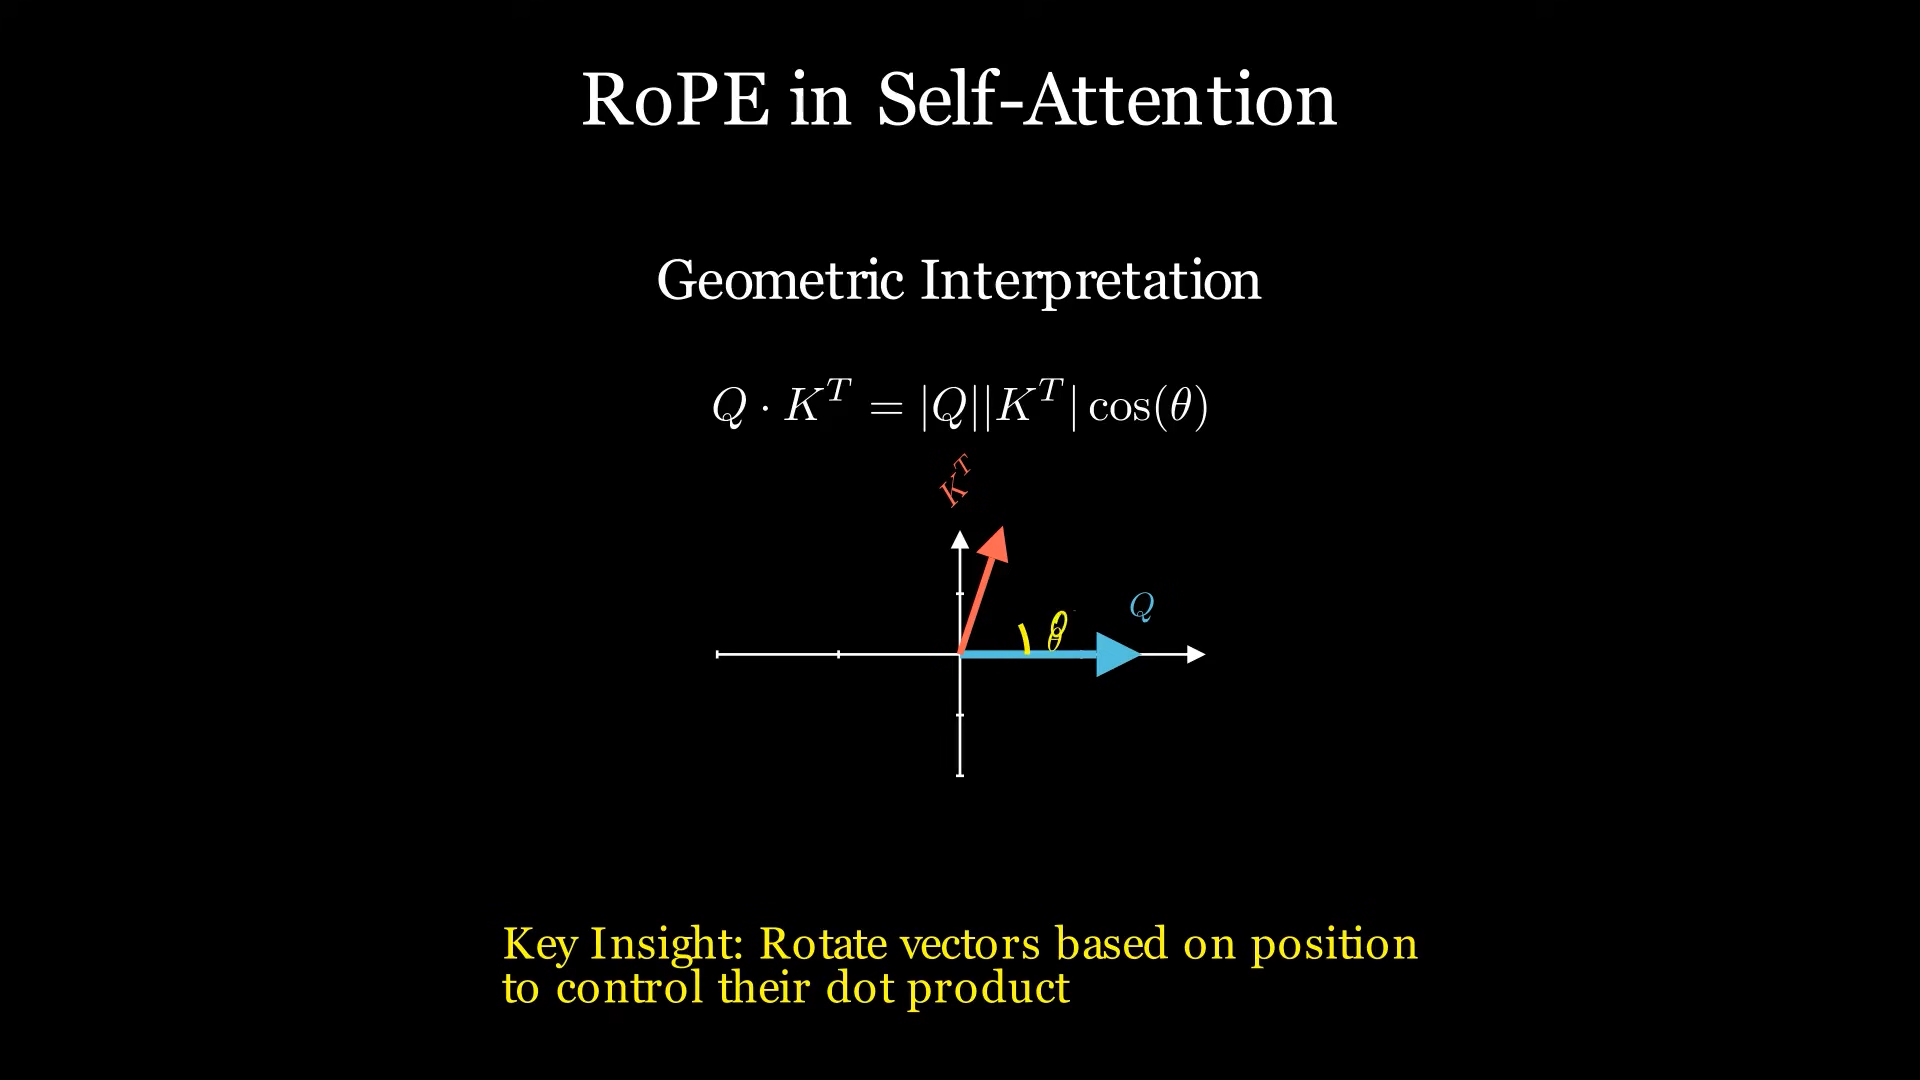 RoPE in Self-Attention
Geometric Interpretation
Q · K^T = |Q||K^T| cos(θ)
K^T
Q
θ
Key Insight: Rotate vectors based on position
to control their dot product